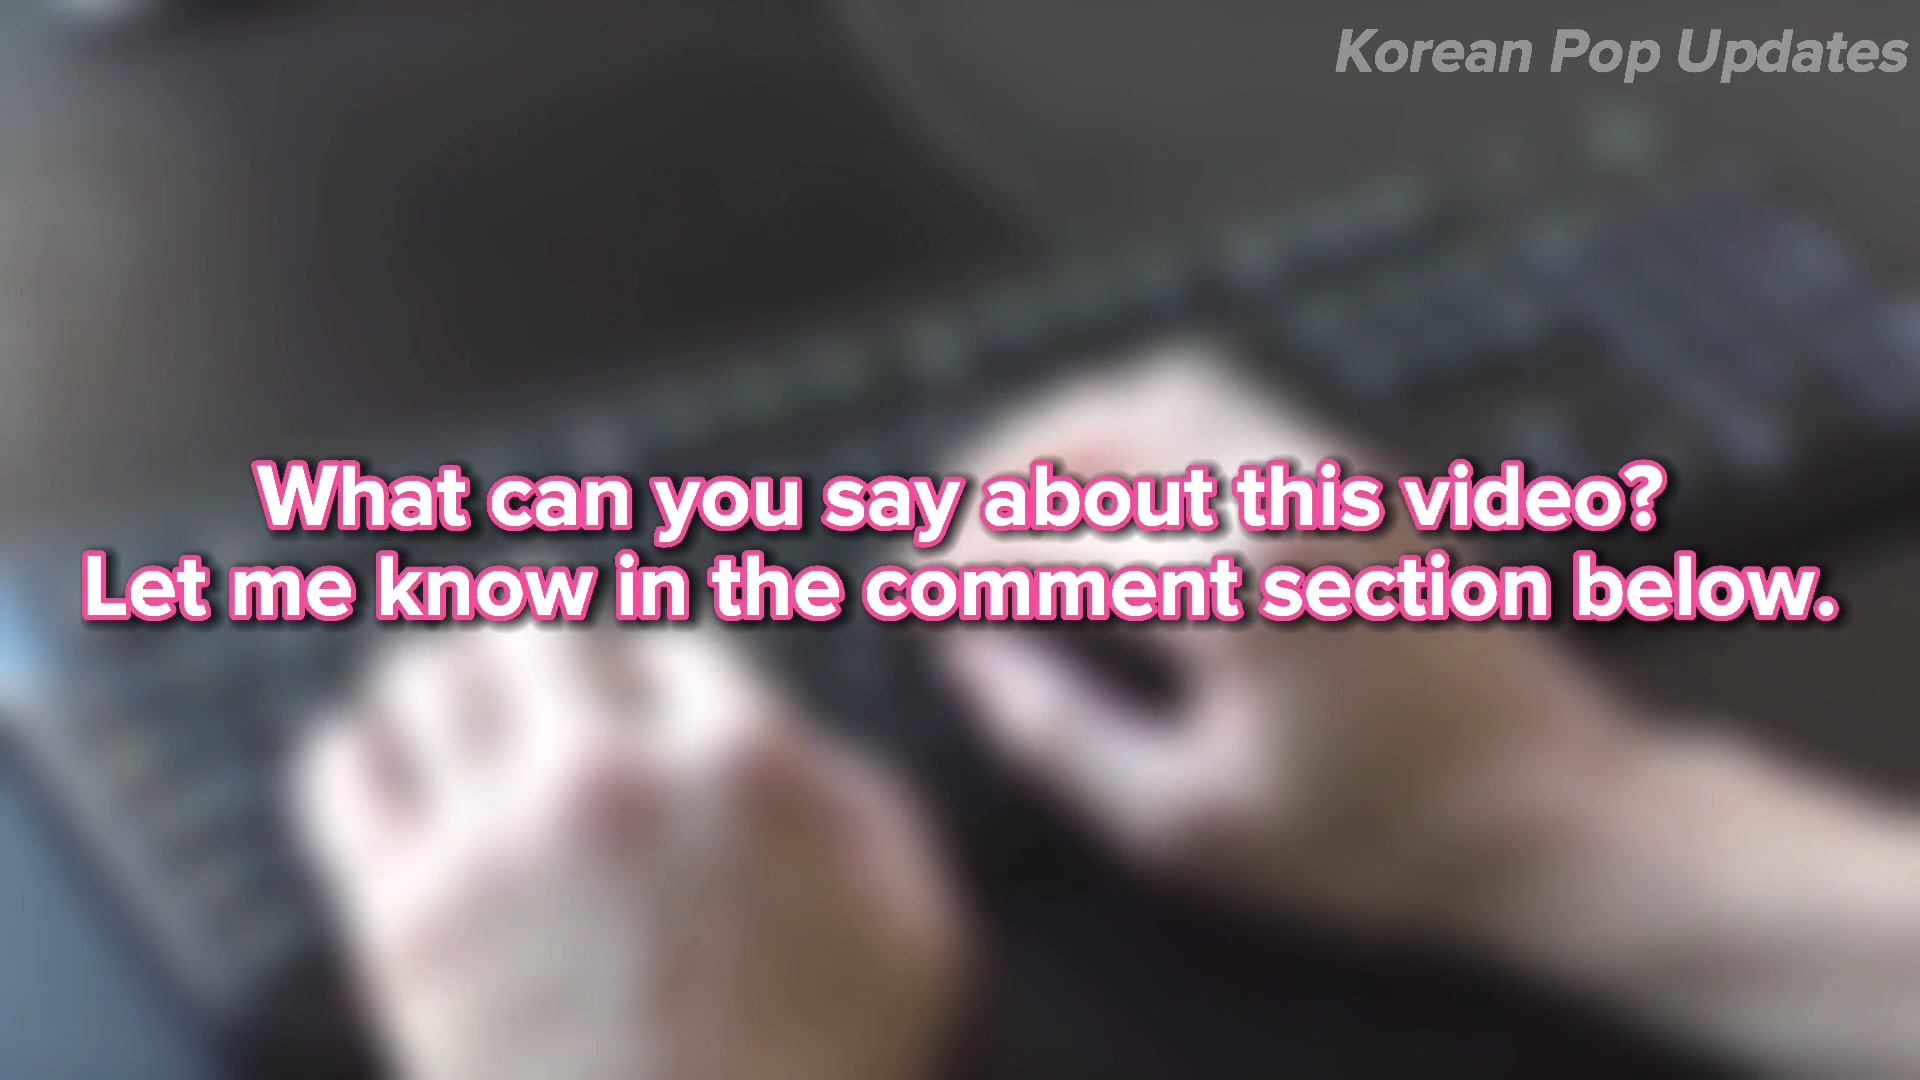 Korean Pop Updates
What can you say about this video?
Let me know in the comment section below.